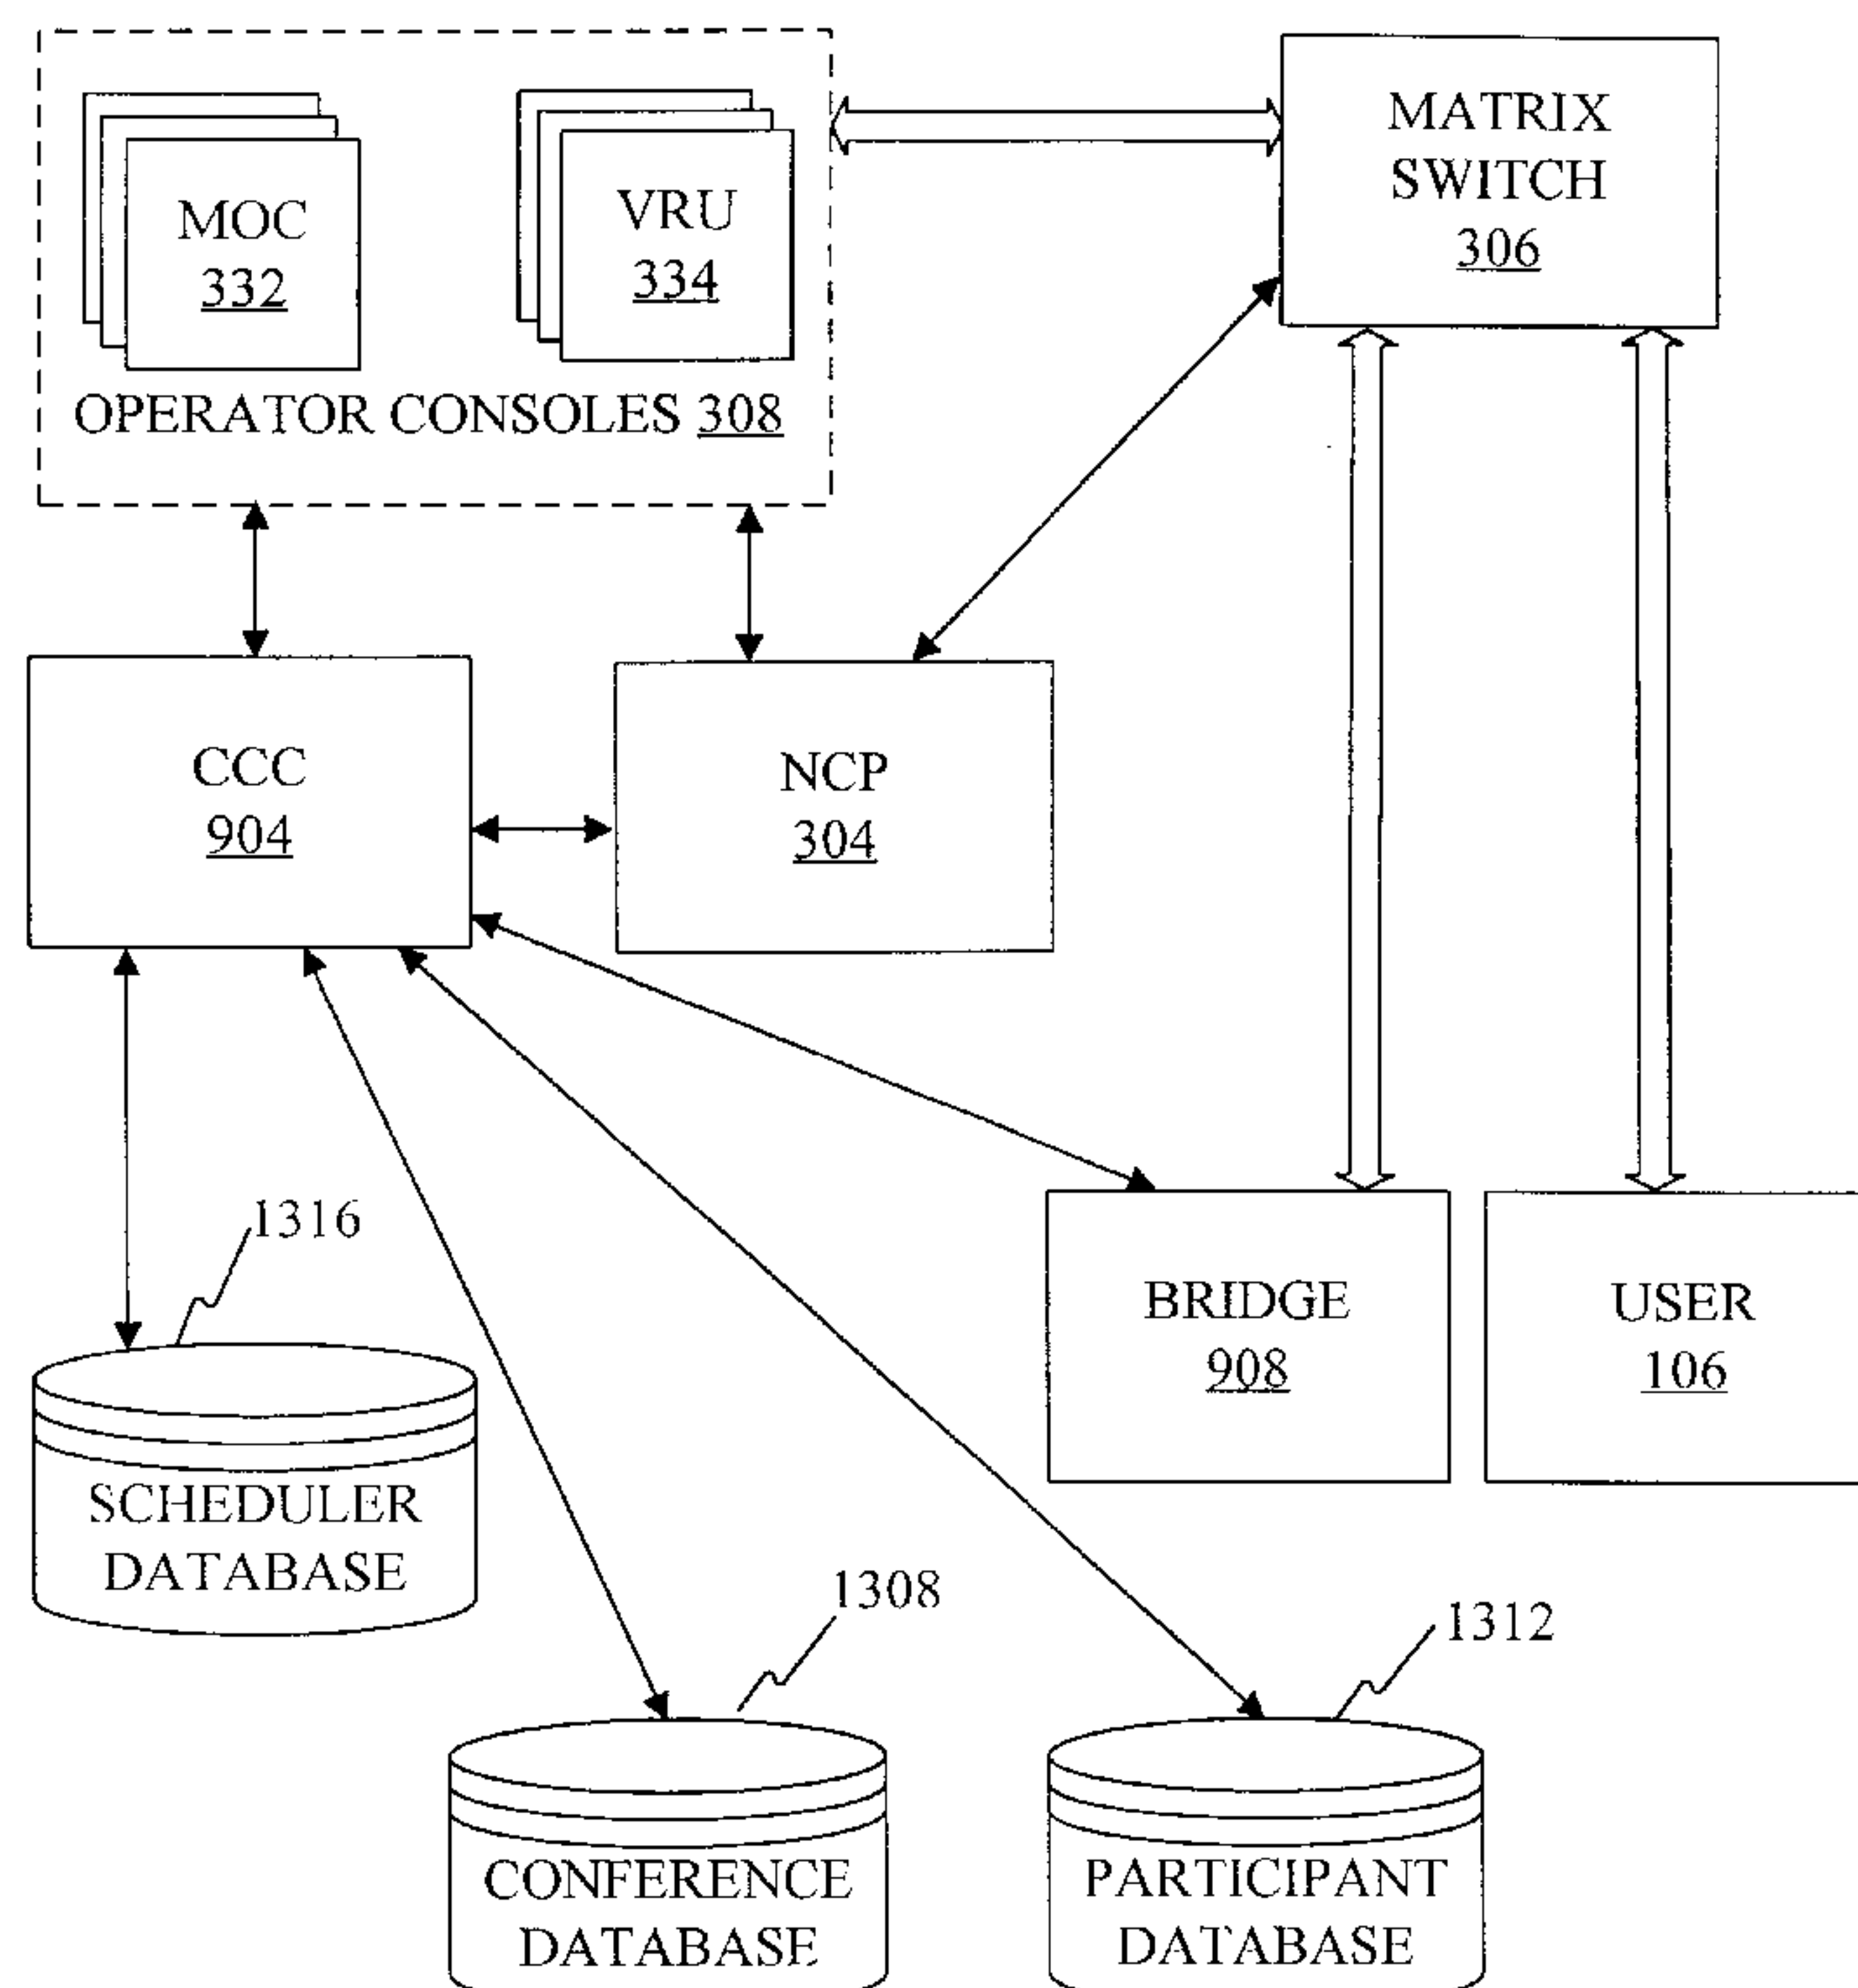 MOC
332
VRU
334
OPERATOR CONSOLES 308
MATRIX
SWITCH
306
CCC
904
NCP
304
1316
BRIDGE
908
USER
106
SCHEDULER
DATABASE
1308
1312
CONFERENCE
DATABASE
PARTICIPANT
DATABASE